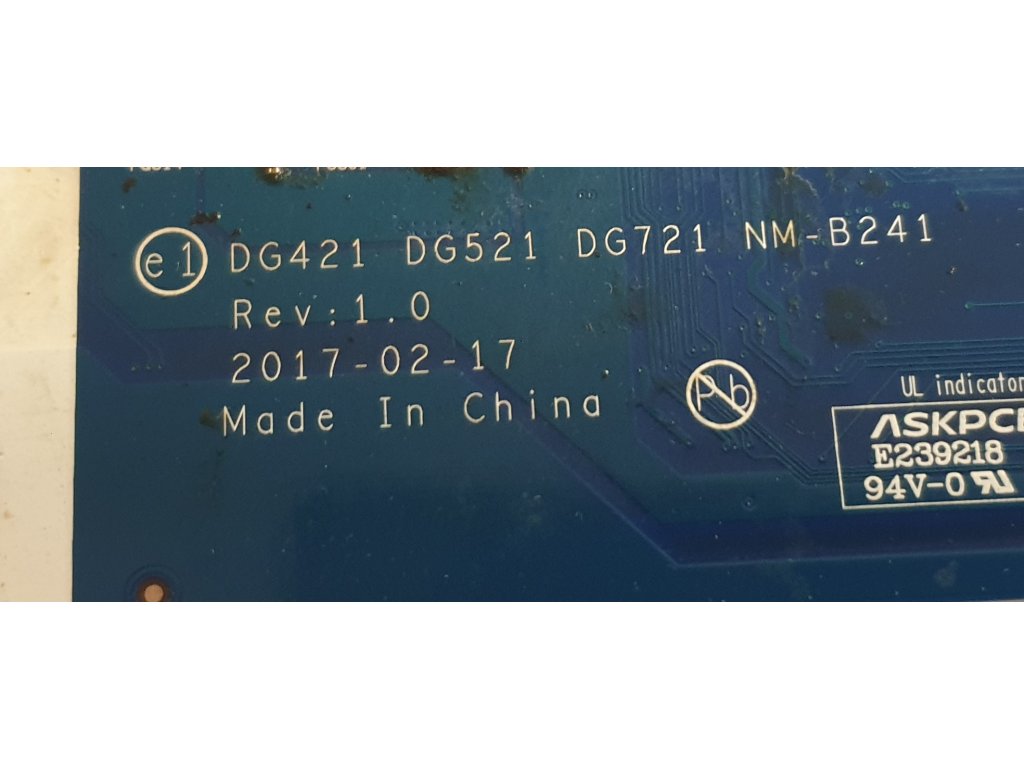 e1 DG421 DG521 DG721 NM-B241
Rev:1.0
2017-02-17
Made In China
Pb
UL indicator
ASKPCB
E239218
94V-0